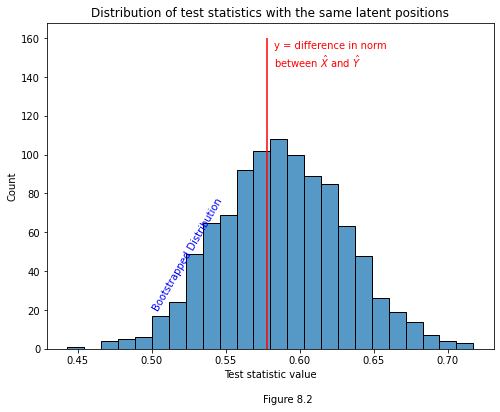 Distribution of test statistics with the same latent positions
160
140
120
100
80
60
40
20
0
Count
y = difference in norm
between X̂ and Ŷ
Bootstrapped Distribution
0.45 0.50 0.55 0.60 0.65 0.70
Test statistic value
Figure 8.2